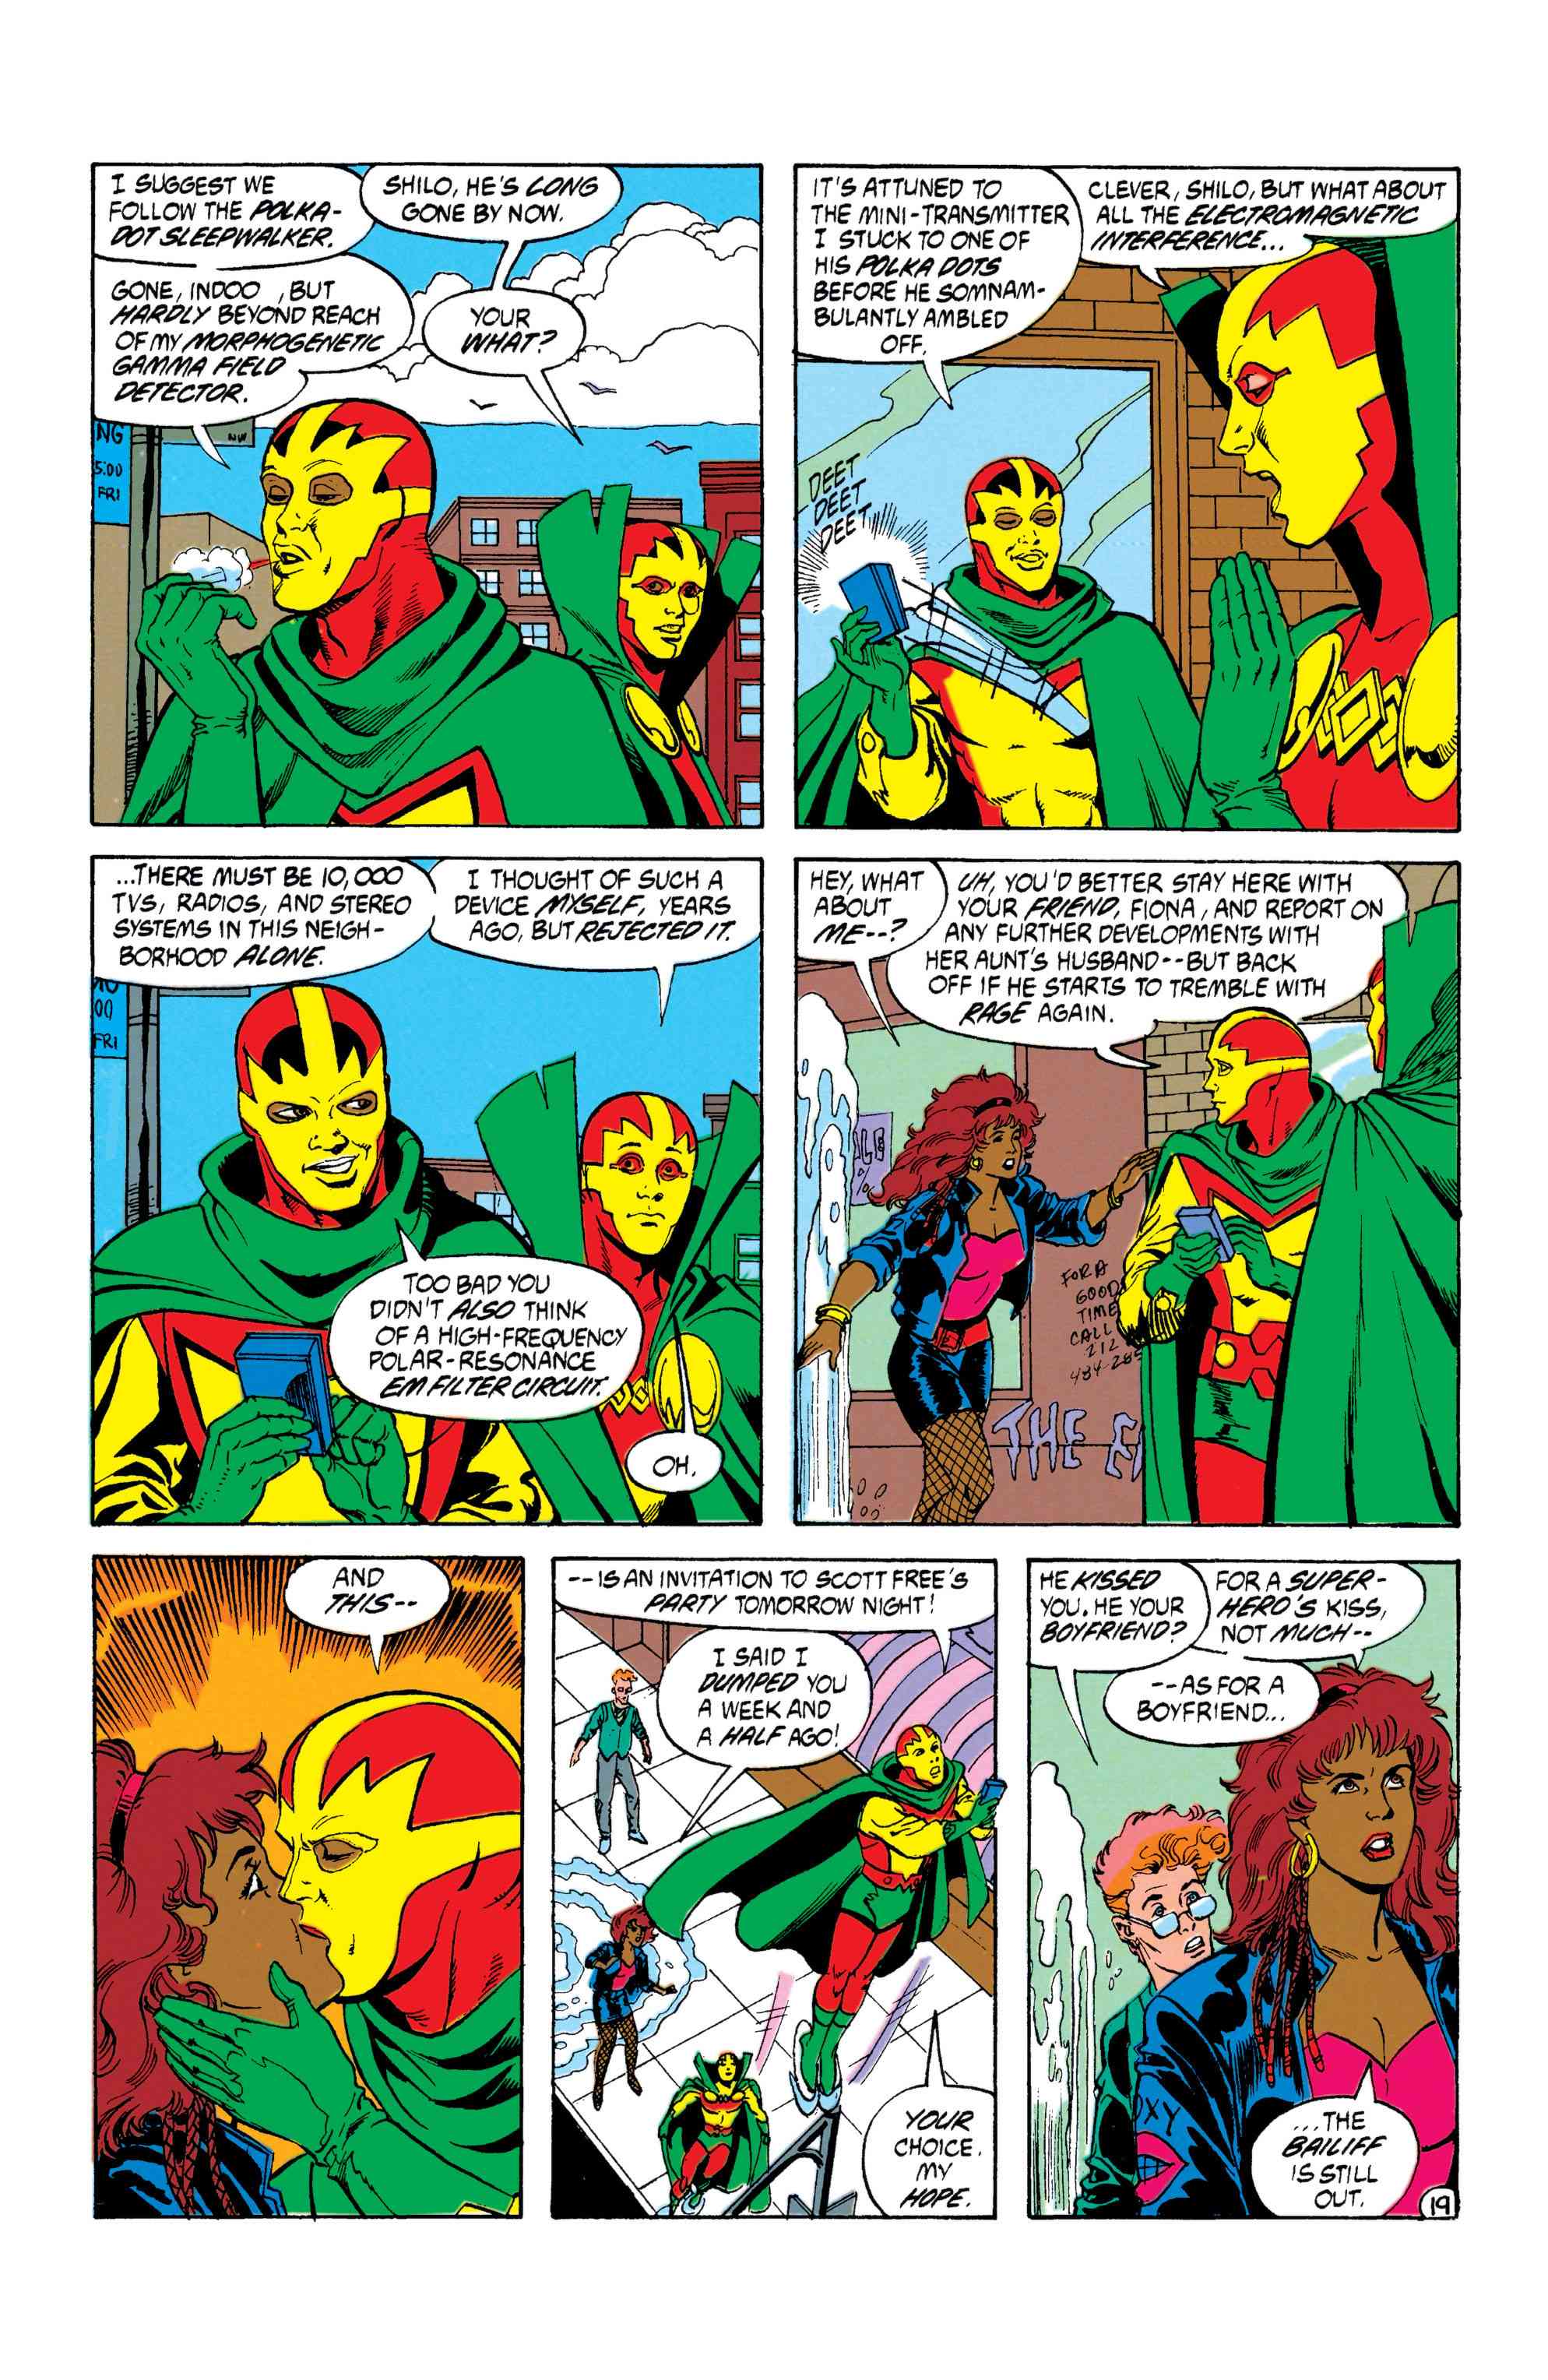 I SUGGEST WE
FOLLOW THE POLKA-
DOT SLEEPWALKER.
SHILO, HE'S LONG
GONE BY NOW.
GONE, INDOO , BUT
HARDLY BEYOND REACH
OF MY MORPHOGENETIC
GAMMA FIELD
DETECTOR.
YOUR
WHAT?
NG
5:00
FRI
NW
IT'S ATTUNED TO
THE MINI-TRANSMITTER
I STUCK TO ONE OF
HIS POLKA DOTS
BEFORE HE SOMNAM-
BULANTLY AMBLED
OFF.
CLEVER, SHILO, BUT WHAT ABOUT
ALL THE ELECTROMAGNETIC
INTERFERENCE...
DEET
DEET
DEET
...THERE MUST BE 10,000
TVS, RADIOS, AND STEREO
SYSTEMS IN THIS NEIGH-
BORHOOD ALONE.
I THOUGHT OF SUCH A
DEVICE MYSELF, YEARS
AGO, BUT REJECTED IT.
00
FRI
TOO BAD YOU
DIDN'T ALSO THINK
OF A HIGH-FREQUENCY
POLAR-RESONANCE
EM FILTER CIRCUIT.
OH.
HEY, WHAT
ABOUT
ME--?
UH, YOU'D BETTER STAY HERE WITH
YOUR FRIEND, FIONA, AND REPORT ON
ANY FURTHER DEVELOPMENTS WITH
HER AUNT'S HUSBAND--BUT BACK
OFF IF HE STARTS TO TREMBLE WITH
RAGE AGAIN.
ALE
%
FOR A
GOOD
TIME
CALL
212
484-285
THE F
AND
THIS--
--IS AN INVITATION TO SCOTT FREE'S
PARTY TOMORROW NIGHT!
I SAID I
DUMPED YOU
A WEEK AND
A HALF AGO!
YOUR
CHOICE.
MY
HOPE.
HE KISSED
YOU. HE YOUR
BOYFRIEND?
FOR A SUPER-
HERO'S KISS,
NOT MUCH--
--AS FOR A
BOYFRIEND...
OXY
...THE
BAILIFF
IS STILL
OUT.
19